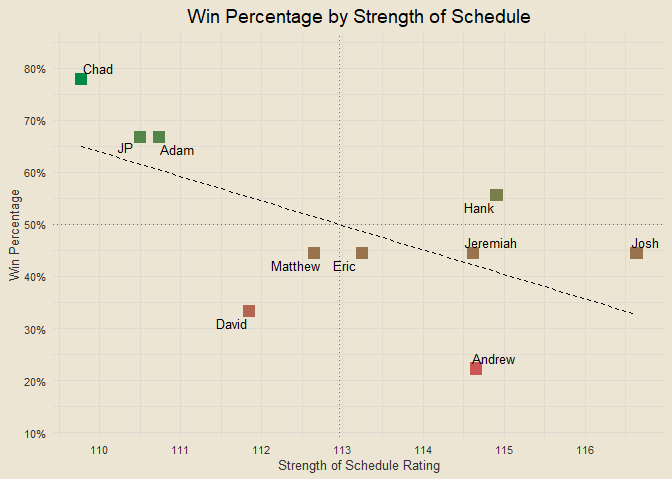 Win Percentage by Strength of Schedule
Win Percentage
80%
70%
60%
50%
40%
30%
20%
10%
Chad
JP
Adam
Hank
Jeremiah
Josh
Matthew
Eric
David
Andrew
110
111
112
113
114
115
116
Strength of Schedule Rating